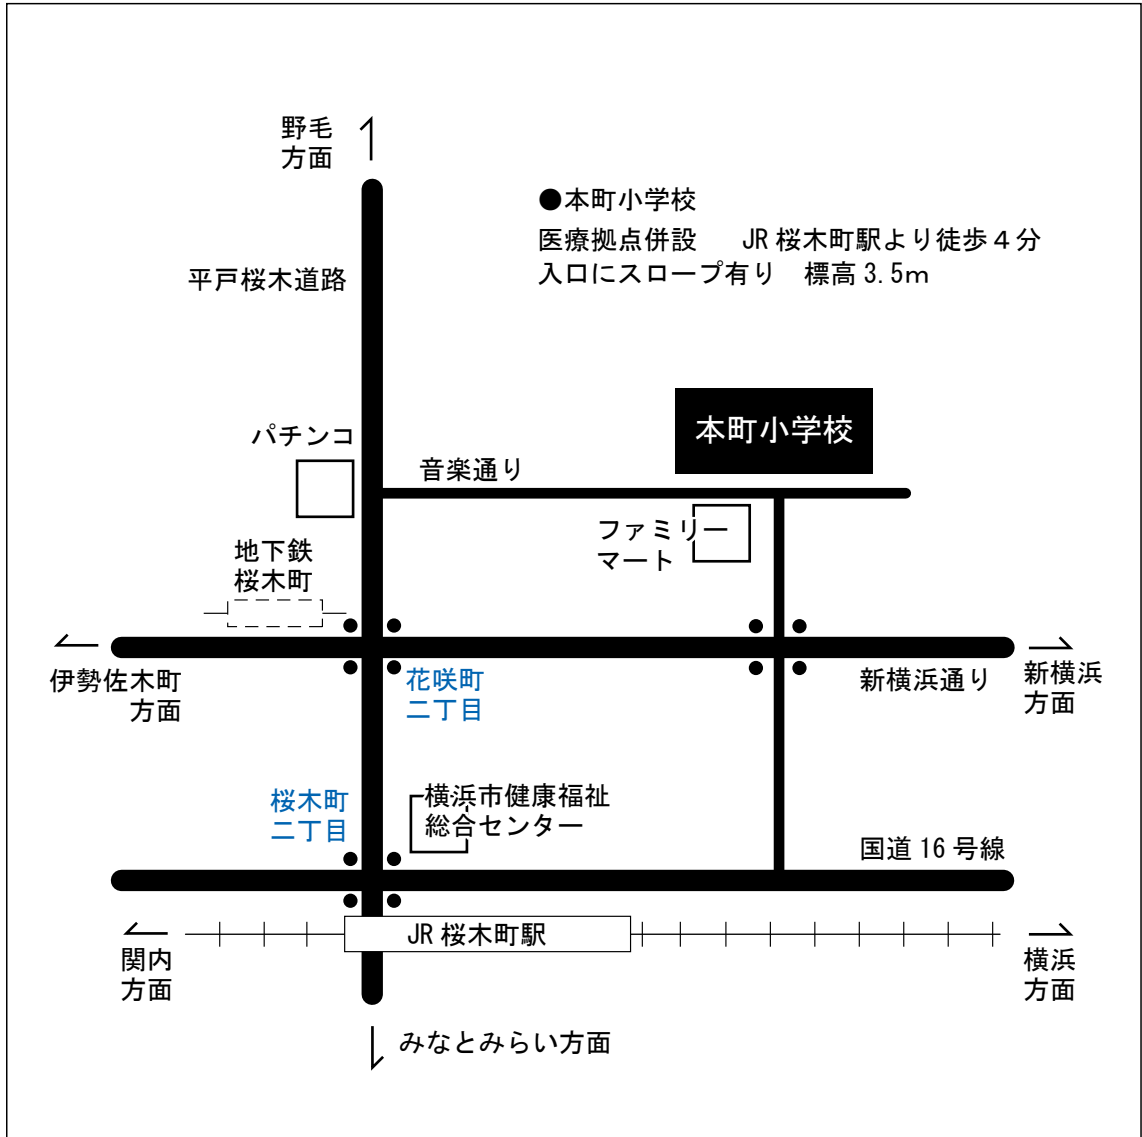 野毛
方面
●本町小学校
医療拠点併設　JR桜木町駅より徒歩4分
入口にスロープ有り　標高3.5m
平戸桜木道路
本町小学校
パチンコ
音楽通り
ファミリー
マート
地下鉄
桜木町
伊勢佐木町
方面
花咲町
二丁目
新横浜通り
新横浜
方面
桜木町
二丁目
横浜市健康福祉
総合センター
国道16号線
JR桜木町駅
関内
方面
横浜
方面
みなとみらい方面